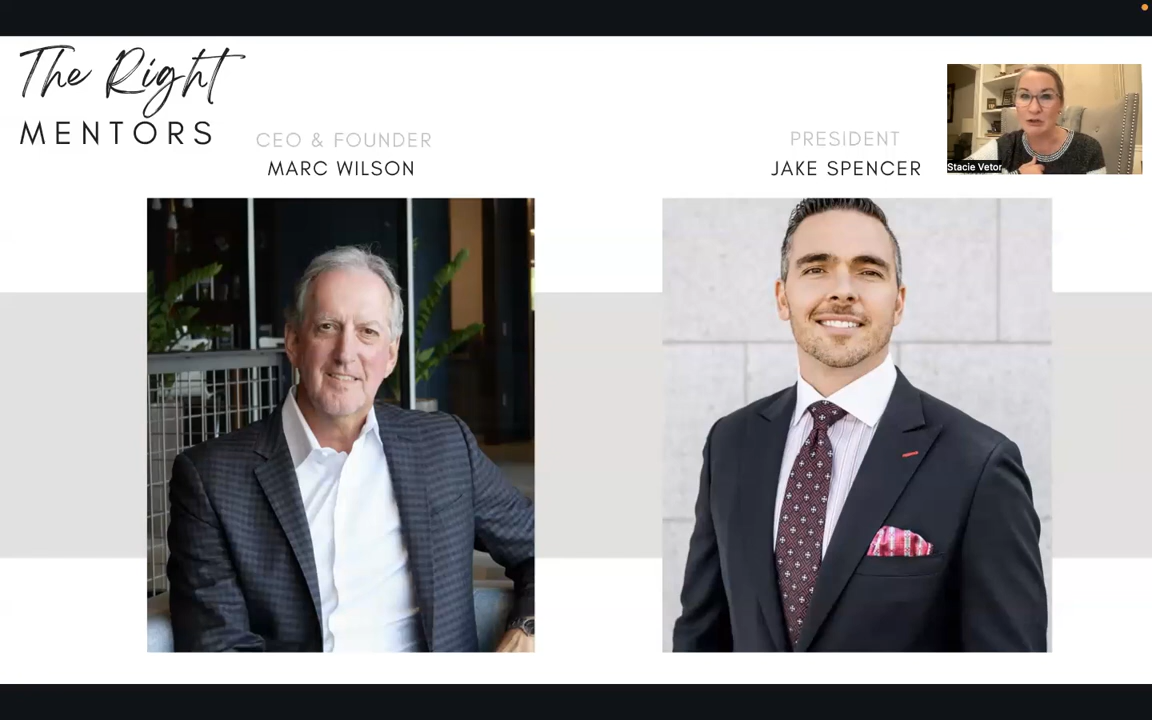 The Right
MENTORS
CEO & FOUNDER
MARC WILSON
PRESIDENT
JAKE SPENCER
Stacie Vetor